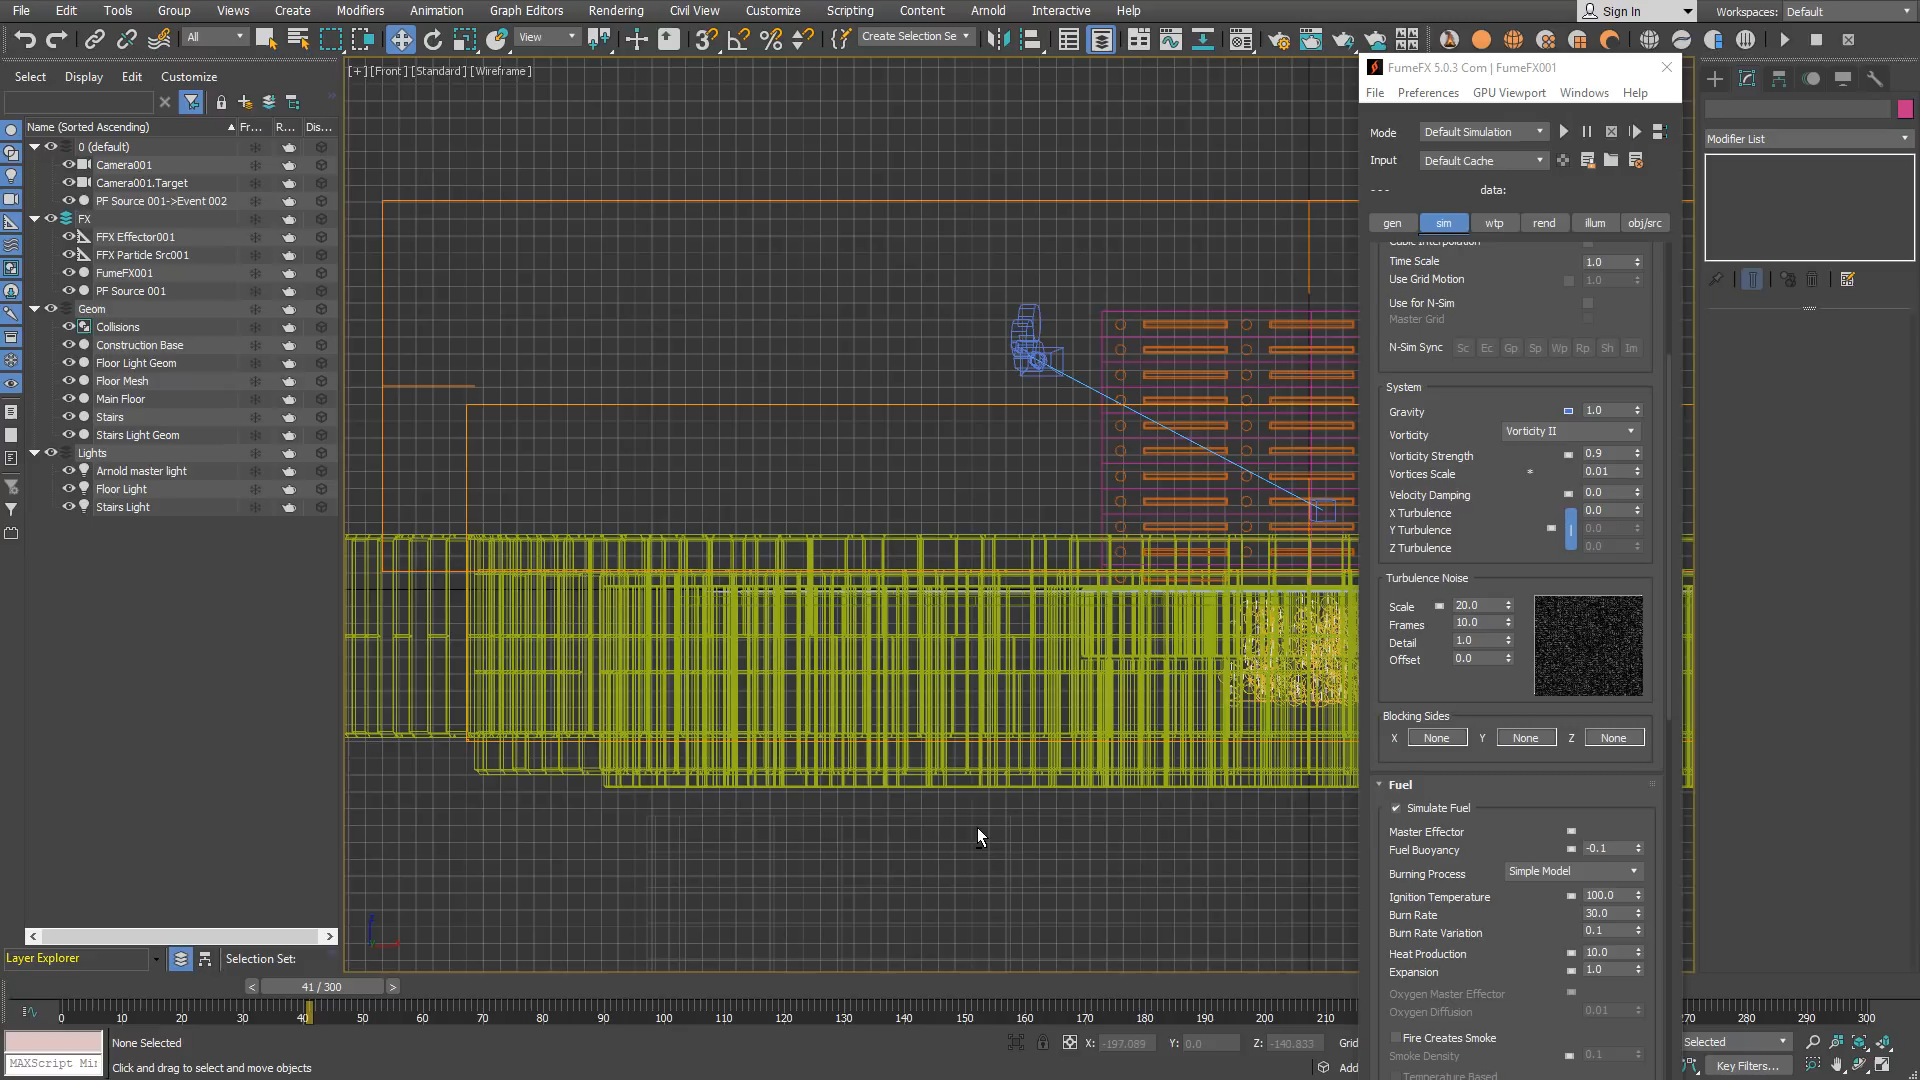 File Edit Tools Group Views Create Modifiers Animation Graph Editors Rendering Civil View Customize Scripting Content Arnold Interactive Help
Sign In
Workspaces: Default
All
View
Create Selection Se
Select Display Edit Customize
[+] [Front ] [Standard ] [Wireframe ]
FumeFX 5.0.3 Com | FumeFX001
File Preferences GPU Viewport Windows Help
Name (Sorted Ascending) Fr... R... Dis...
0 (default)
Camera001
Camera001.Target
PF Source 001->Event 002
FX
FFX Effector001
FFX Particle Src001
FumeFX001
PF Source 001
Geom
Collisions
Construction Base
Floor Light Geom
Floor Mesh
Main Floor
Stairs
Stairs Light Geom
Lights
Arnold master light
Floor Light
Stairs Light
Mode Default Simulation
Input Default Cache
--- data:
gen sim wtp rend illum obj/src
Cubic Interpolation
Time Scale 1.0
Use Grid Motion 1.0
Use for N-Sim
Master Grid
N-Sim Sync Sc Ec Gp Sp Wp Rp Sh Im
System
Gravity 1.0
Vorticity Vorticity II
Vorticity Strength 0.9
Vortices Scale * 0.01
Velocity Damping 0.0
X Turbulence 0.0
Y Turbulence 0.0
Z Turbulence 0.0
Turbulence Noise
Scale 20.0
Frames 10.0
Detail 1.0
Offset 0.0
Blocking Sides
X None Y None Z None
Fuel
Simulate Fuel
Master Effector
Fuel Buoyancy -0.1
Burning Process Simple Model
Ignition Temperature 100.0
Burn Rate 30.0
Burn Rate Variation 0.1
Heat Production 10.0
Expansion 1.0
Oxygen Master Effector
Oxygen Diffusion 0.01
Fire Creates Smoke
Smoke Density 0.1
Temperature Based
Modifier List
Layer Explorer
Selection Set:
< 41 / 300 >
0 10 20 30 40 50 60 70 80 90 100 110 120 130 140 150 160 170 180 190 200 210 270 280 290 300
None Selected
X: -197.089 Y: 0.0 Z: -140.833 Grid
Selected
MAXScript Mi
Click and drag to select and move objects
Add
Key Filters...